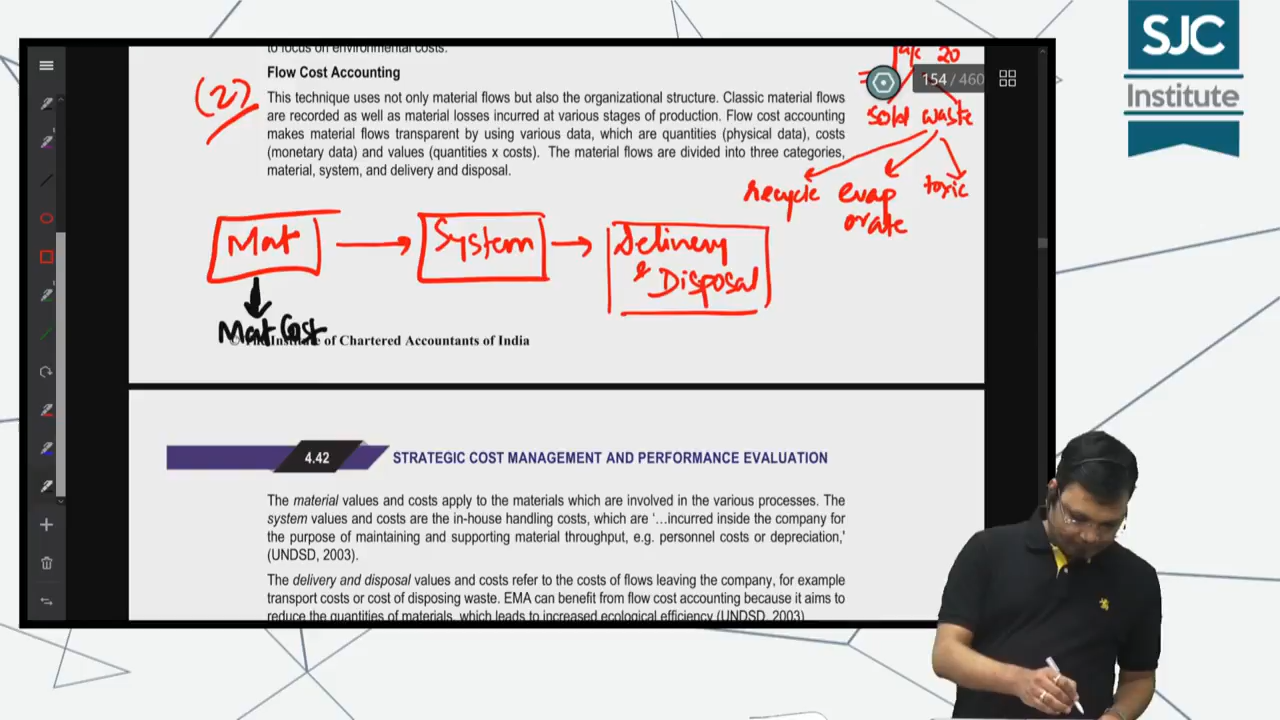 to focus on environmental costs.
Flow Cost Accounting
This technique uses not only material flows but also the organizational structure. Classic material flows
are recorded as well as material losses incurred at various stages of production. Flow cost accounting
makes material flows transparent by using various data, which are quantities (physical data), costs
(monetary data) and values (quantities x costs). The material flows are divided into three categories,
material, system, and delivery and disposal.
(2)
20
154 / 460
sold waste
recycle evap
orate
toxic
Mat
System
Delivery
& Disposal
Mat Cost
of Chartered Accountants of India
4.42 STRATEGIC COST MANAGEMENT AND PERFORMANCE EVALUATION
The material values and costs apply to the materials which are involved in the various processes. The
system values and costs are the in-house handling costs, which are ‘…incurred inside the company for
the purpose of maintaining and supporting material throughput, e.g. personnel costs or depreciation,’
(UNDSD, 2003).
The delivery and disposal values and costs refer to the costs of flows leaving the company, for example
transport costs or cost of disposing waste. EMA can benefit from flow cost accounting because it aims to
reduce the quantities of materials, which leads to increased ecological efficiency (UNDSD, 2003)
SJC
Institute